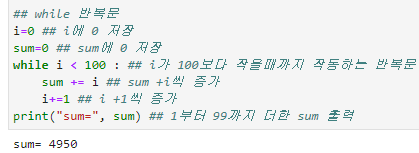 ## while 반복문
i=0 ## i에 0 저장
sum=0 ## sum에 0 저장
while i < 100 : ## i가 100보다 작을때까지 작동하는 반복문
    sum += i ## sum +i씩 증가
    i+=1 ## i +1씩 증가
print("sum=", sum) ## 1부터 99까지 더한 sum 출력
sum= 4950